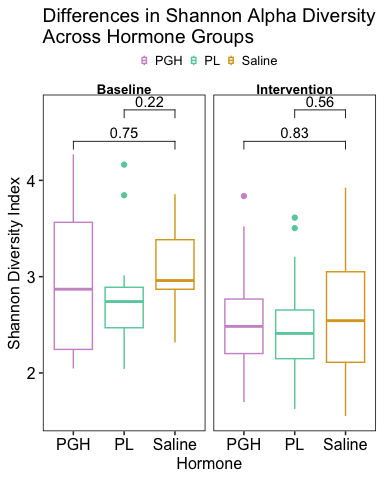 Differences in Shannon Alpha Diversity
Across Hormone Groups
PGH PL Saline
Baseline Intervention
0.22 0.56
0.75 0.83
Shannon Diversity Index
4
3
2
PGH PL Saline PGH PL Saline
Hormone